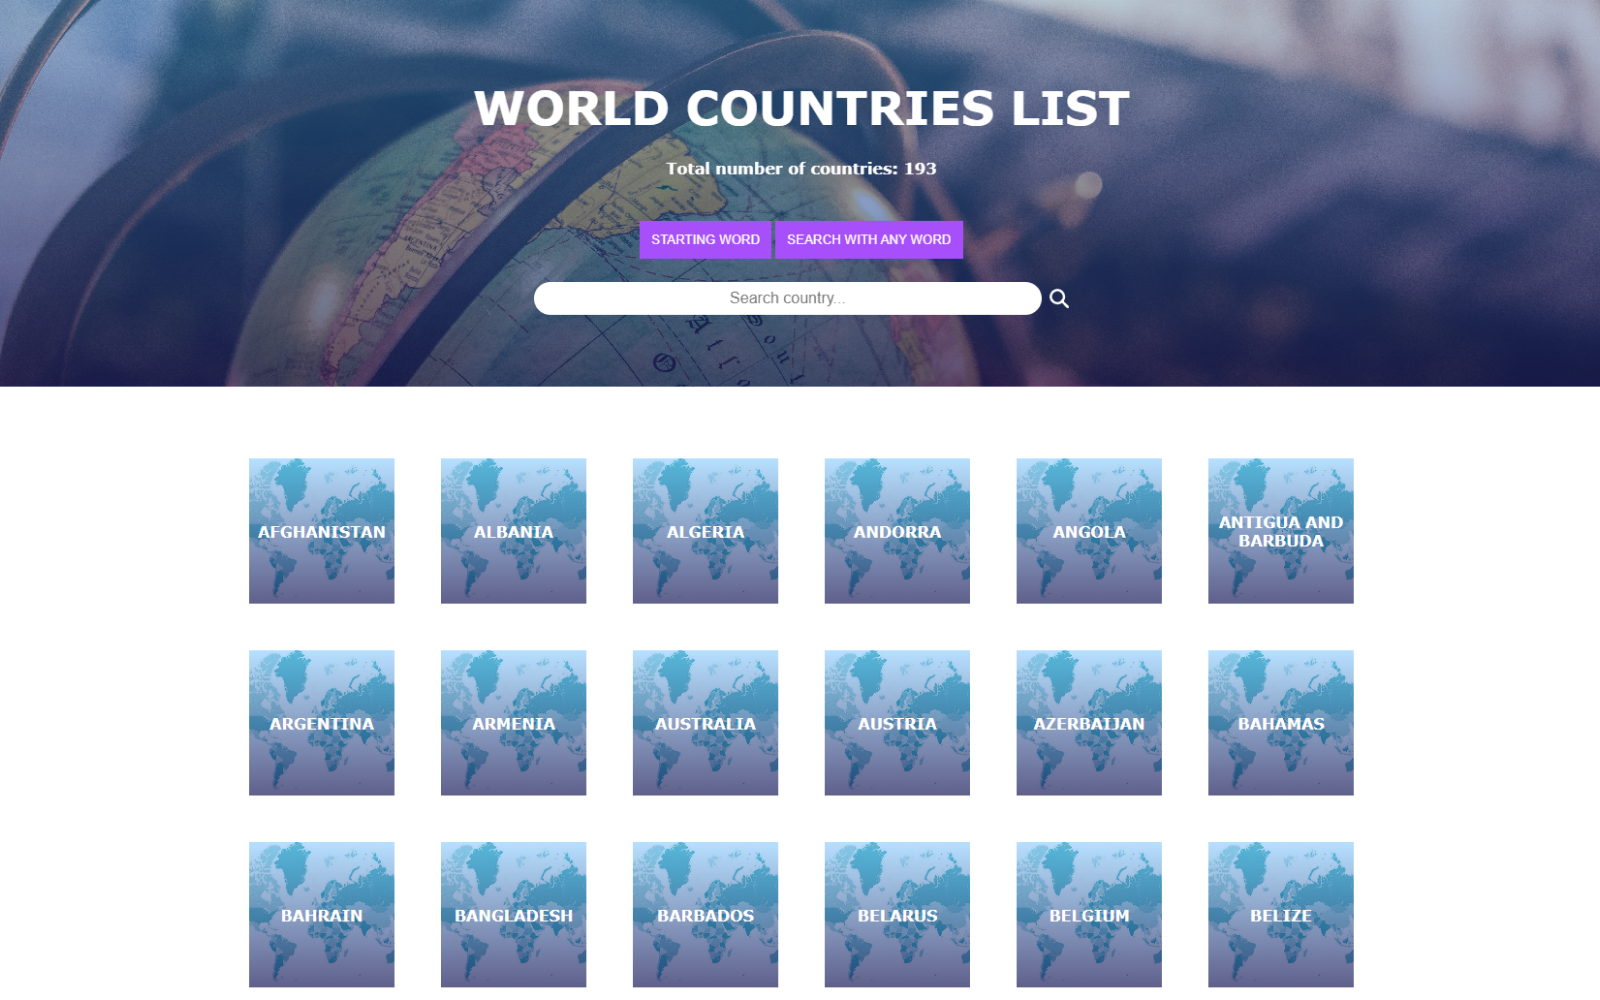 WORLD COUNTRIES LIST
Total number of countries: 193
STARTING WORD
SEARCH WITH ANY WORD
Search country...
AFGHANISTAN
ALBANIA
ALGERIA
ANDORRA
ANGOLA
ANTIGUA AND
BARBUDA
ARGENTINA
ARMENIA
AUSTRALIA
AUSTRIA
AZERBAIJAN
BAHAMAS
BAHRAIN
BANGLADESH
BARBADOS
BELARUS
BELGIUM
BELIZE